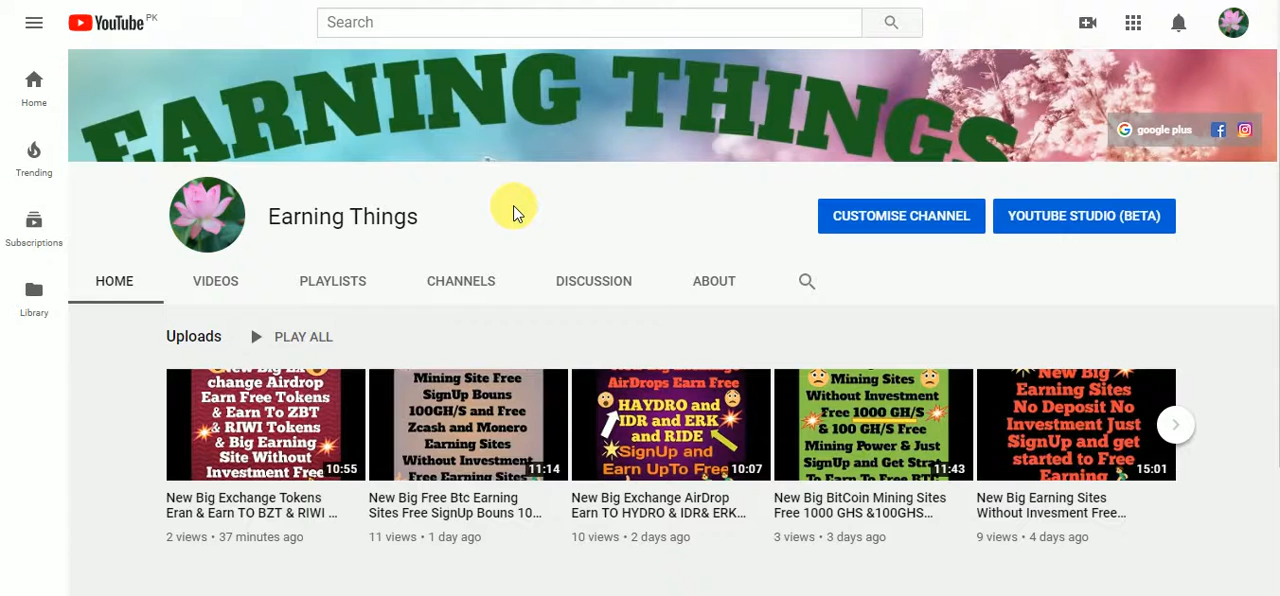 YouTube PK
Search
Home
Trending
Subscriptions
Library
EARNING THINGS
google plus
Earning Things
CUSTOMISE CHANNEL
YOUTUBE STUDIO (BETA)
HOME
VIDEOS
PLAYLISTS
CHANNELS
DISCUSSION
ABOUT
Uploads
PLAY ALL
change Airdrop
Earn Free Tokens
& Earn To ZBT
& RIWI Tokens
& Big Earning
Site Without
Investment Free
10:55
Mining Site Free
SignUp Bouns
100GH/S and Free
Zcash and Monero
Earning Sites
Without Investment
Free Earning Sites
11:14
AirDrops Earn Free
HAYDRO and
IDR and ERK
and RIDE
SignUp and
Earn UpTo Free
10:07
Mining Sites
Without Investment
Free 1000 GH/S
& 100 GH/S Free
Mining Power & Just
SignUp and Get
To Earn To Free
11:43
New Big
Earning Sites
No Deposit No
Investment Just
SignUp and get
started to Free
Earning
15:01
New Big Exchange Tokens
Eran & Earn TO BZT & RIWI ...
2 views • 37 minutes ago
New Big Free Btc Earning
Sites Free SignUp Bouns 10...
11 views • 1 day ago
New Big Exchange AirDrop
Earn TO HYDRO & IDR& ERK...
10 views • 2 days ago
New Big BitCoin Mining Sites
Free 1000 GHS &100GHS...
3 views • 3 days ago
New Big Earning Sites
Without Invesment Free...
9 views • 4 days ago